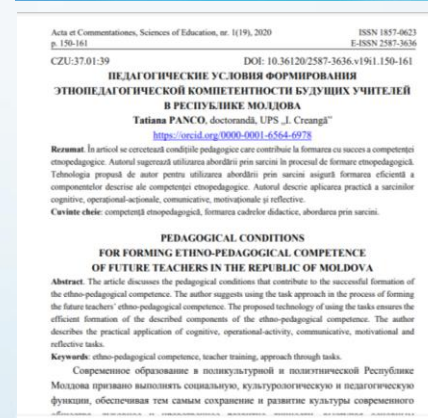 Acta et Commentationes, Sciences of Education, nr. 1(19), 2020 ISSN 1857-0623
p. 150-161 E-ISSN 2587-3636
CZU:37.01:39 DOI: 10.36120/2587-3636.v19i1.150-161
ПЕДАГОГИЧЕСКИЕ УСЛОВИЯ ФОРМИРОВАНИЯ
ЭТНОПЕДАГОГИЧЕСКОЙ КОМПЕТЕНТНОСТИ БУДУЩИХ УЧИТЕЛЕЙ
В РЕСПУБЛИКЕ МОЛДОВА
Tatiana PANCO, doctorandă, UPS „I. Creangă”
https://orcid.org/0000-0001-6564-6978
Rezumat. În articol se cercetează condițiile pedagogice care contribuie la formarea cu succes a competenței
etnopedagogice. Autorul sugerează utilizarea abordării prin sarcini în procesul de formare etnopedagogică.
Tehnologia propusă de autor pentru utilizarea abordării prin sarcini asigură formarea eficientă a
componentelor descrise ale competenței etnopedagogice. Autorul descrie aplicarea practică a sarcinilor
cognitive, operațional-acționale, comunicative, motivaționale și reflective.
Cuvinte cheie: competență etnopedagogică, formarea cadrelor didactice, abordarea prin sarcini.
PEDAGOGICAL CONDITIONS
FOR FORMING ETHNO-PEDAGOGICAL COMPETENCE
OF FUTURE TEACHERS IN THE REPUBLIC OF MOLDOVA
Abstract. The article discusses the pedagogical conditions that contribute to the successful formation of
the ethno-pedagogical competence. The author suggests using the task approach in the process of forming
the future teachers' ethno-pedagogical competence. The proposed technology of using the tasks ensures the
efficient formation of the described components of the ethno-pedagogical competence. The author
describes the practical application of cognitive, operational-activity, communicative, motivational and
reflective tasks.
Keywords: ethno-pedagogical competence, teacher training, approach through tasks.
Современное образование в поликультурной и полиэтнической Республике
Молдова призвано выполнять социальную, культурологическую и педагогическую
функции, обеспечивая тем самым сохранение и развитие культуры современного